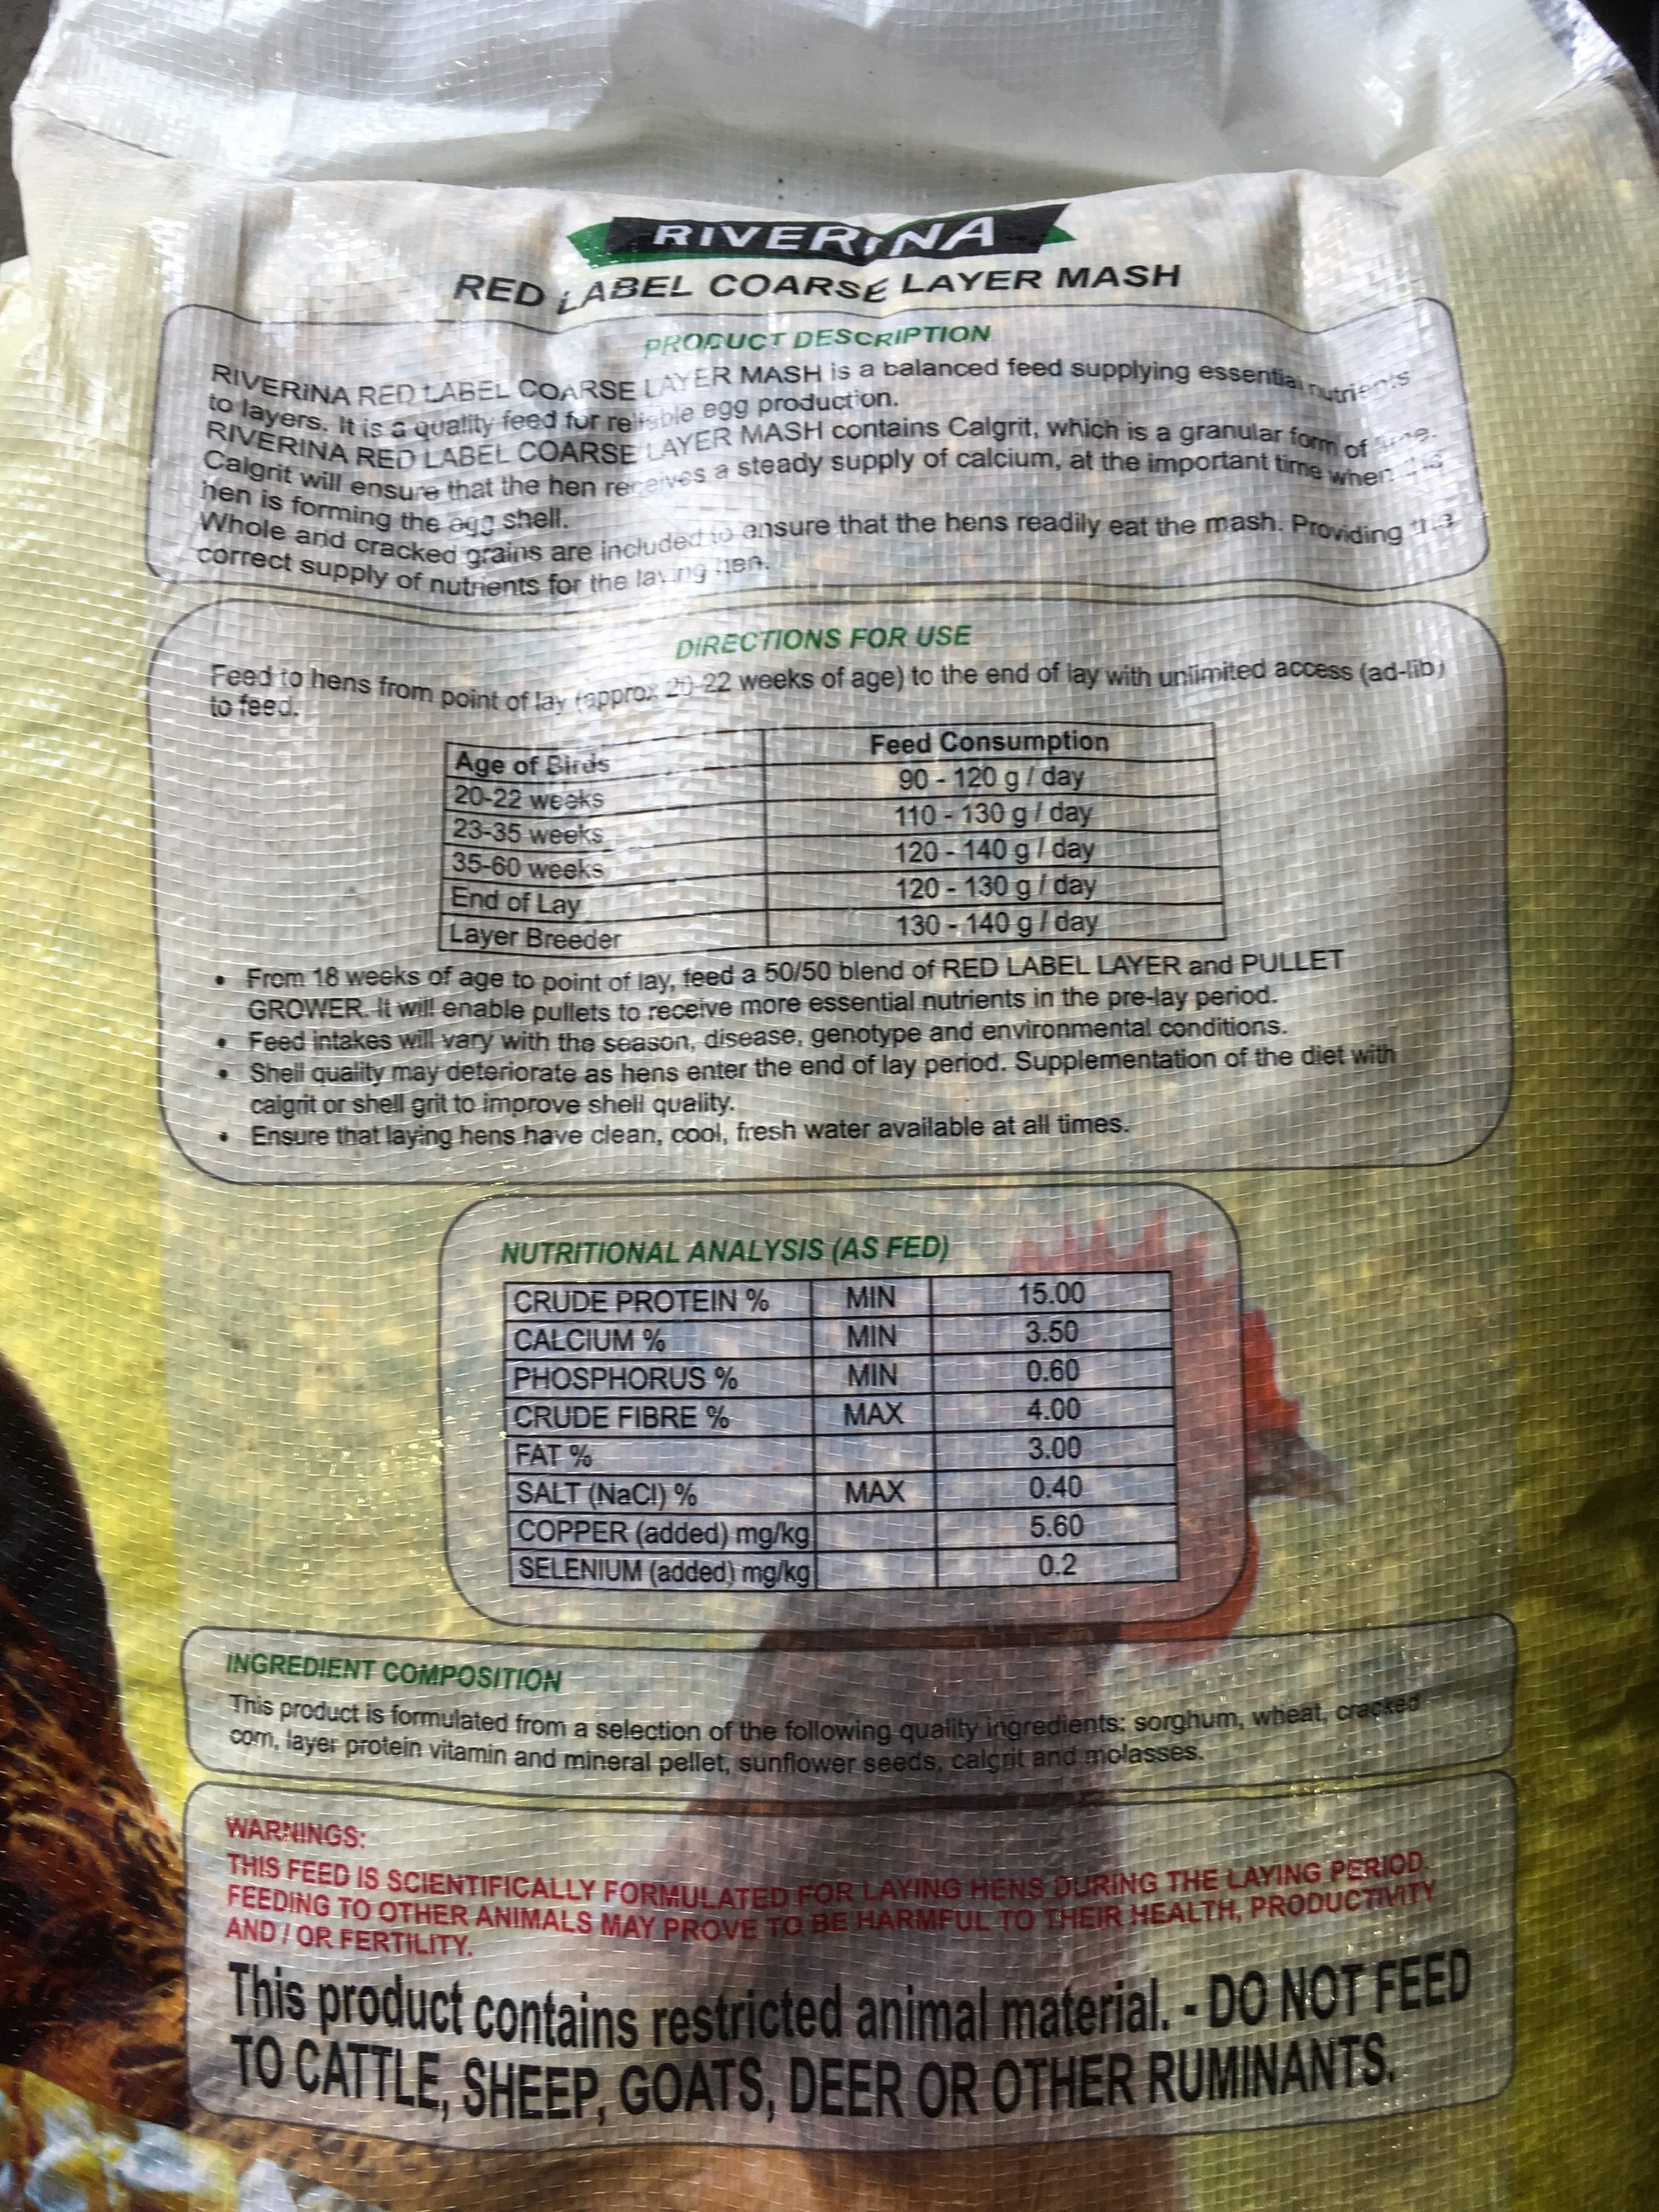 RIVERINA
RED LABEL COARSE LAYER MASH
PRODUCT DESCRIPTION
RIVERINA RED LABEL COARSE LAYER MASH is a balanced feed supplying essential nutrients
to layers. It is a quality feed for reliable egg production.
RIVERINA RED LABEL COARSE LAYER MASH contains Calgrit, which is a granular form of lime.
Calgrit will ensure that the hen receives a steady supply of calcium, at the important time when the
hen is forming the egg shell.
Whole and cracked grains are included to ensure that the hens readily eat the mash. Providing the
correct supply of nutrients for the laying hen.
DIRECTIONS FOR USE
Feed to hens from point of lay (approx 20-22 weeks of age) to the end of lay with unlimited access (ad-lib)
to feed.
Age of Birds Feed Consumption
20-22 weeks 90 - 120 g / day
23-35 weeks 110 - 130 g / day
35-60 weeks 120 - 140 g / day
End of Lay 120 - 130 g / day
Layer Breeder 130 - 140 g / day
• From 18 weeks of age to point of lay, feed a 50/50 blend of RED LABEL LAYER and PULLET
GROWER. It will enable pullets to receive more essential nutrients in the pre-lay period.
• Feed intakes will vary with the season, disease, genotype and environmental conditions.
• Shell quality may deteriorate as hens enter the end of lay period. Supplementation of the diet with
calgrit or shell grit to improve shell quality.
• Ensure that laying hens have clean, cool, fresh water available at all times.
NUTRITIONAL ANALYSIS (AS FED)
CRUDE PROTEIN % MIN 15.00
CALCIUM % MIN 3.50
PHOSPHORUS % MIN 0.60
CRUDE FIBRE % MAX 4.00
FAT % 3.00
SALT (NaCl) % MAX 0.40
COPPER (added) mg/kg 5.60
SELENIUM (added) mg/kg 0.2
INGREDIENT COMPOSITION
This product is formulated from a selection of the following quality ingredients: sorghum, wheat, cracked
corn, layer protein vitamin and mineral pellet, sunflower seeds, calgrit and molasses.
WARNINGS:
THIS FEED IS SCIENTIFICALLY FORMULATED FOR LAYING HENS DURING THE LAYING PERIOD.
FEEDING TO OTHER ANIMALS MAY PROVE TO BE HARMFUL TO THEIR HEALTH, PRODUCTIVITY
AND / OR FERTILITY.
This product contains restricted animal material. - DO NOT FEED
TO CATTLE, SHEEP, GOATS, DEER OR OTHER RUMINANTS.